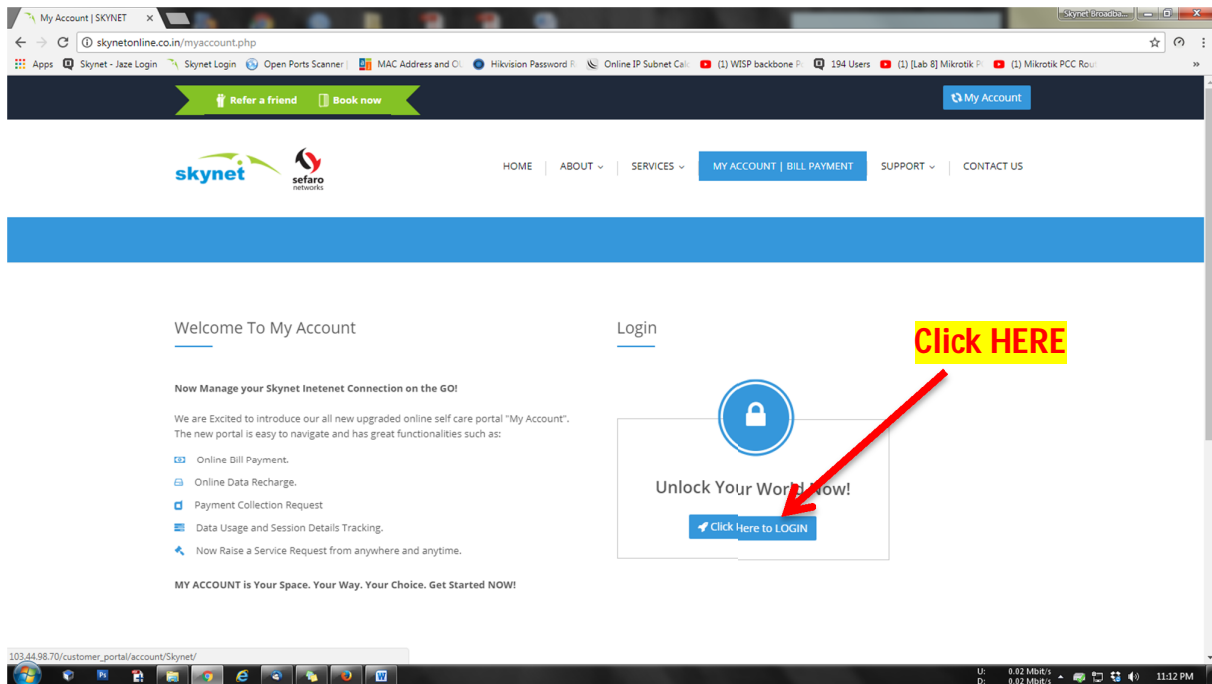 My Account | SKYNET
Skynet Broadba...
skynetonline.co.in/myaccount.php
Apps Skynet - Jaze Login Skynet Login Open Ports Scanner | MAC Address and OU Hikvision Password R Online IP Subnet Calc (1) WISP backbone P 194 Users (1) [Lab 8] Mikrotik P (1) Mikrotik PCC Rout »
Refer a friend Book now
My Account
skynet
sefaro
networks
HOME ABOUT SERVICES MY ACCOUNT | BILL PAYMENT SUPPORT CONTACT US
Welcome To My Account
Now Manage your Skynet Inetenet Connection on the GO!
We are Excited to introduce our all new upgraded online self care portal "My Account".
The new portal is easy to navigate and has great functionalities such as:
Online Bill Payment.
Online Data Recharge.
Payment Collection Request
Data Usage and Session Details Tracking.
Now Raise a Service Request from anywhere and anytime.
MY ACCOUNT is Your Space. Your Way. Your Choice. Get Started NOW!
Login
Click HERE
Unlock Your World Now!
Click Here to LOGIN
103.44.98.70/customer_portal/account/Skynet/
U: 0.02 Mbit/s
D: 0.02 Mbit/s
11:12 PM